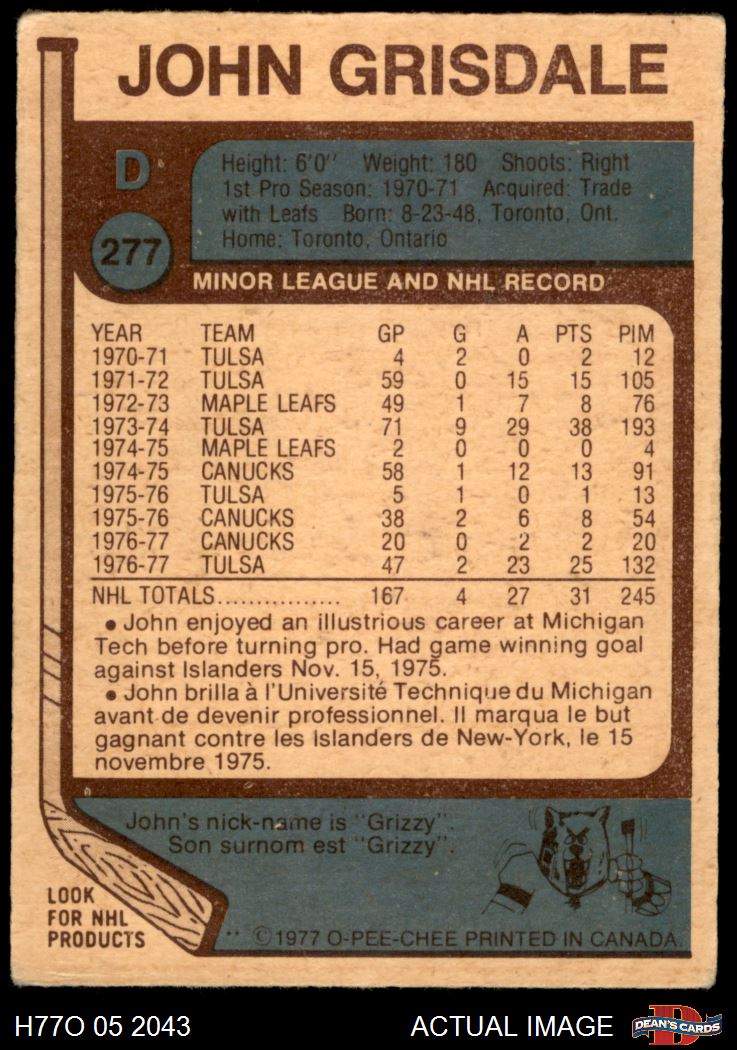 JOHN GRISDALE
D
277
Height: 6'0" Weight: 180 Shoots: Right
1st Pro Season: 1970-71 Acquired: Trade
with Leafs Born: 8-23-48, Toronto, Ont.
Home: Toronto, Ontario
MINOR LEAGUE AND NHL RECORD
YEAR TEAM GP G A PTS PIM
1970-71 TULSA 4 2 0 2 12
1971-72 TULSA 59 0 15 15 105
1972-73 MAPLE LEAFS 49 1 7 8 76
1973-74 TULSA 71 9 29 38 193
1974-75 MAPLE LEAFS 2 0 0 0 4
1974-75 CANUCKS 58 1 12 13 91
1975-76 TULSA 5 1 0 1 13
1975-76 CANUCKS 38 2 6 8 54
1976-77 CANUCKS 20 0 2 2 20
1976-77 TULSA 47 2 23 25 132
NHL TOTALS................ 167 4 27 31 245
• John enjoyed an illustrious career at Michigan
Tech before turning pro. Had game winning goal
against Islanders Nov. 15, 1975.
• John brilla à l'Université Technique du Michigan
avant de devenir professionnel. Il marqua le but
gagnant contre les Islanders de New-York, le 15
novembre 1975.
John's nick-name is "Grizzy".
Son surnom est "Grizzy".
LOOK
FOR NHL
PRODUCTS
** ©1977 O-PEE-CHEE PRINTED IN CANADA.
H77O 05 2043 ACTUAL IMAGE DEAN'S CARDS